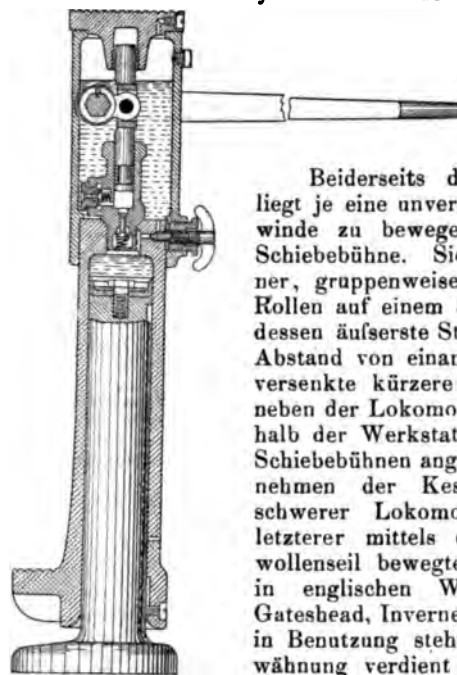 Beiderseits d
liegt je eine unver
winde zu bewege
Schiebebühne. Sie
ner, gruppenweise
Rollen auf einem
dessen äuſserste St
Abstand von einan
versenkte kürzere
neben der Lokomo
halb der Werkstat
Schiebebühnen ang
nehmen der Kes
schwerer Lokomo
letzterer mittels
wollenseil bewegte
in englischen W
Gateshead, Inverne
in Benutzung steh
wähnung verdient